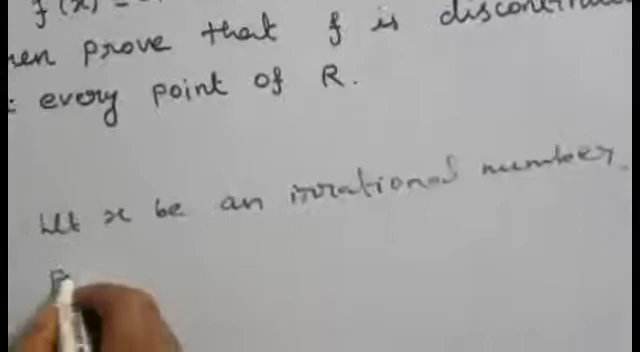 f(x) =
then prove that f is
every point of R.
Let x be an irrational number.